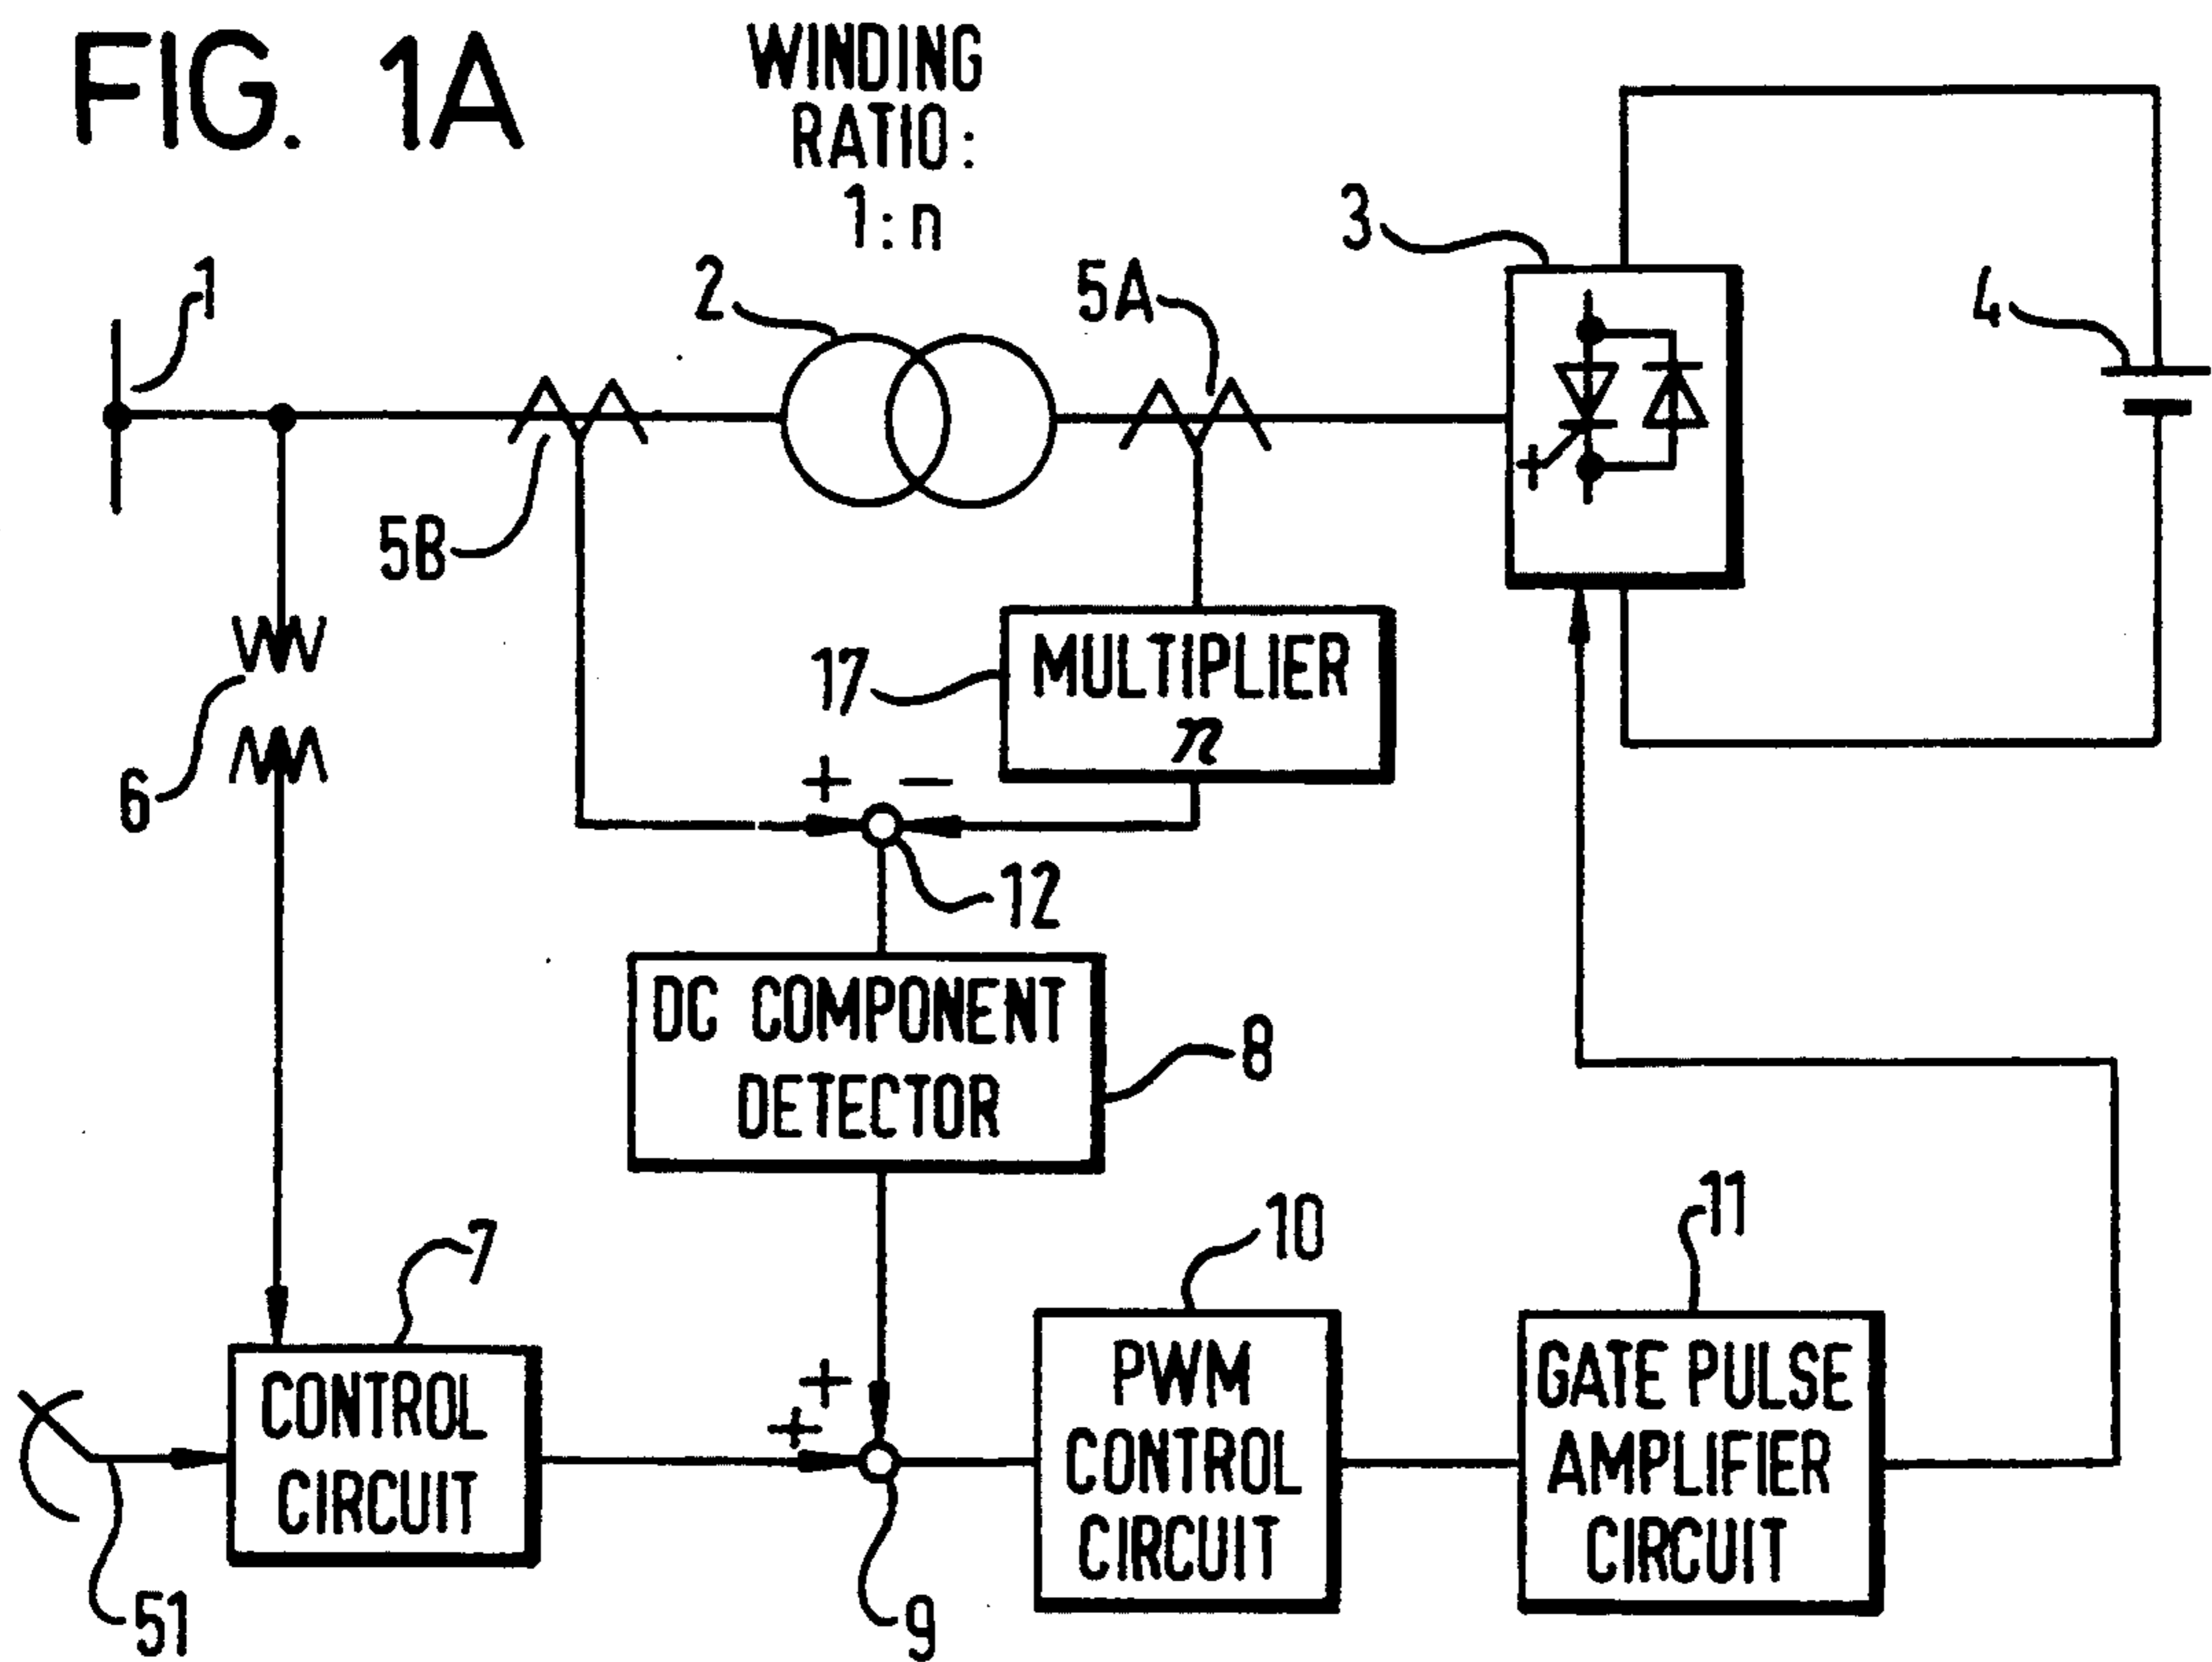 FIG. 1A
WINDING
RATIO:
1:n
1
2
5A
3
4
5B
6
17
MULTIPLIER
n
+ −
12
DC COMPONENT
DETECTOR
8
7
10
11
CONTROL
CIRCUIT
+
+
PWM
CONTROL
CIRCUIT
GATE PULSE
AMPLIFIER
CIRCUIT
51
9